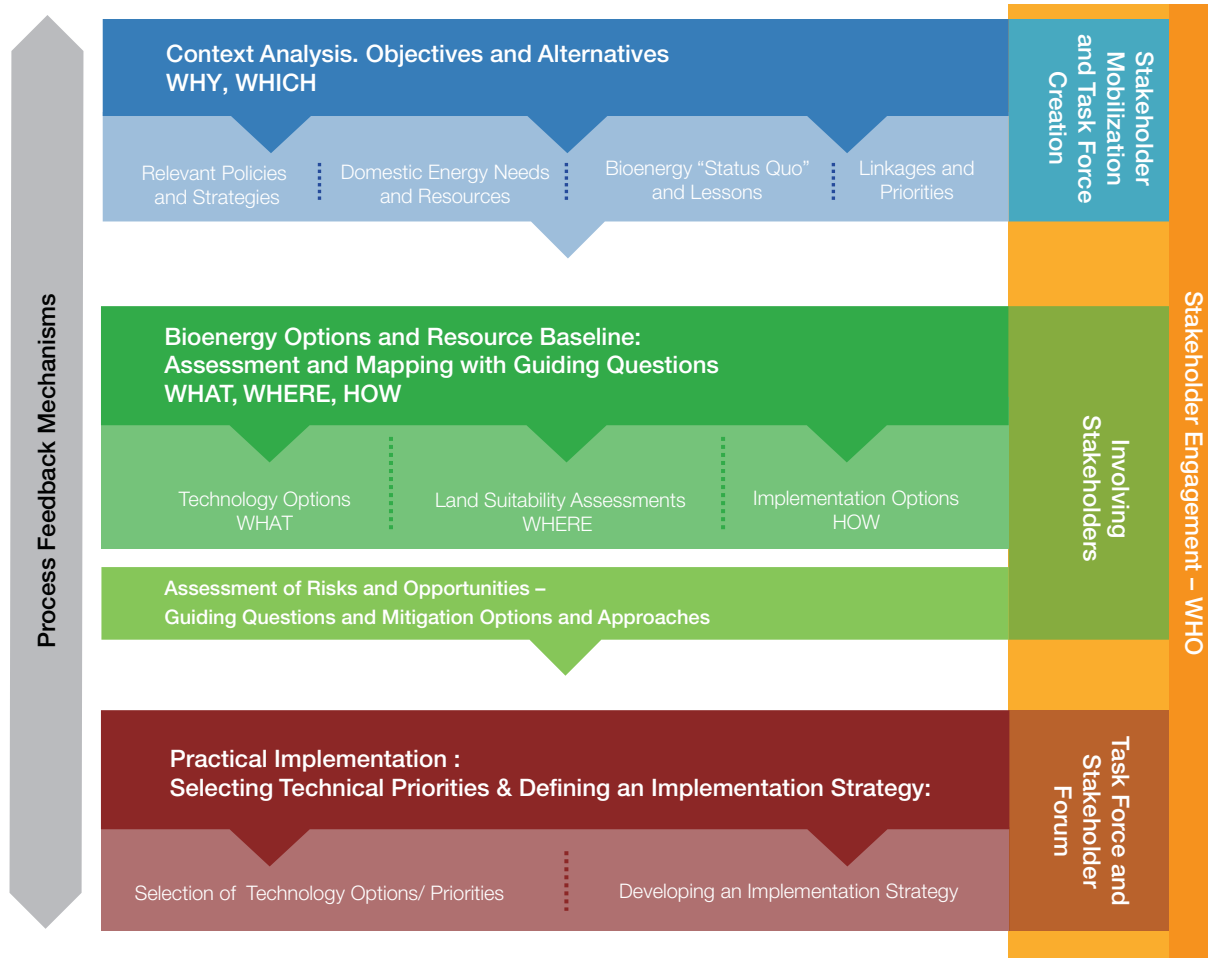 Process Feedback Mechanisms
Context Analysis. Objectives and Alternatives
WHY, WHICH
Relevant Policies
and Strategies
Domestic Energy Needs
and Resources
Bioenergy “Status Quo”
and Lessons
Linkages and
Priorities
Stakeholder
Mobilization
and Task Force
Creation
Bioenergy Options and Resource Baseline:
Assessment and Mapping with Guiding Questions
WHAT, WHERE, HOW
Technology Options
WHAT
Land Suitability Assessments
WHERE
Implementation Options
HOW
Assessment of Risks and Opportunities –
Guiding Questions and Mitigation Options and Approaches
Involving
Stakeholders
Practical Implementation :
Selecting Technical Priorities & Defining an Implementation Strategy:
Selection of Technology Options/ Priorities
Developing an Implementation Strategy
Task Force and
Stakeholder
Forum
Stakeholder Engagement – WHO